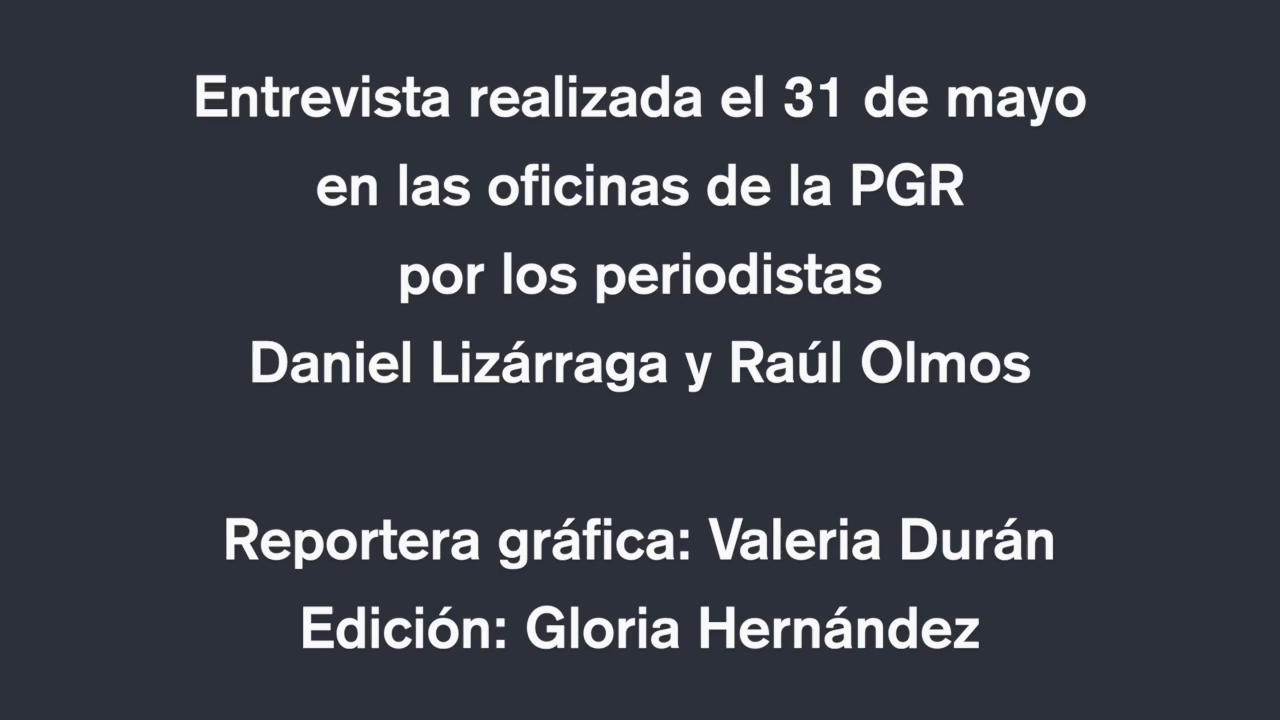 Entrevista realizada el 31 de mayo
en las oficinas de la PGR
por los periodistas
Daniel Lizárraga y Raúl Olmos
Reportera gráfica: Valeria Durán
Edición: Gloria Hernández